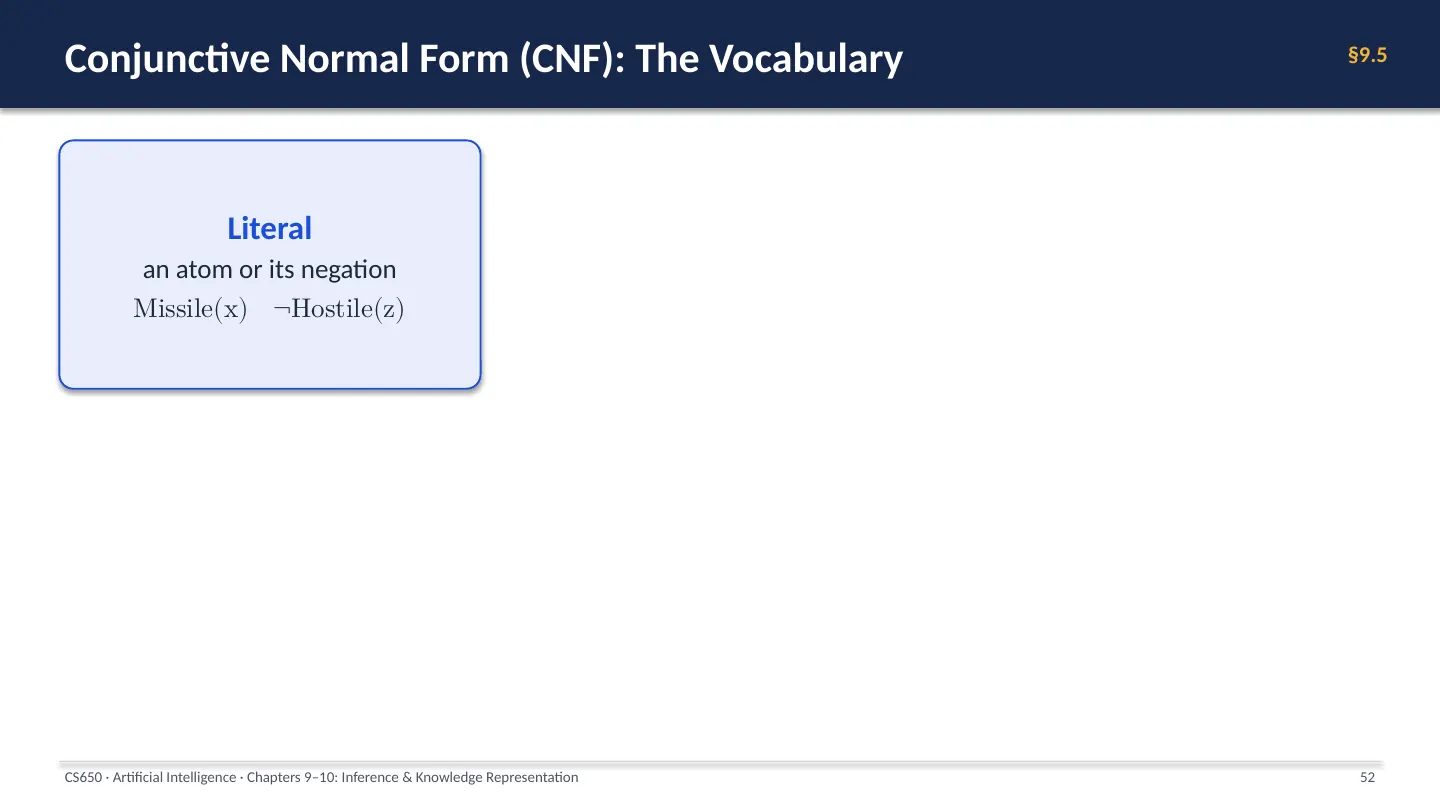 Conjunctive Normal Form (CNF): The Vocabulary
§9.5
Literal
an atom or its negation
Missile(x) ¬Hostile(z)
CS650 · Artificial Intelligence · Chapters 9–10: Inference & Knowledge Representation
52